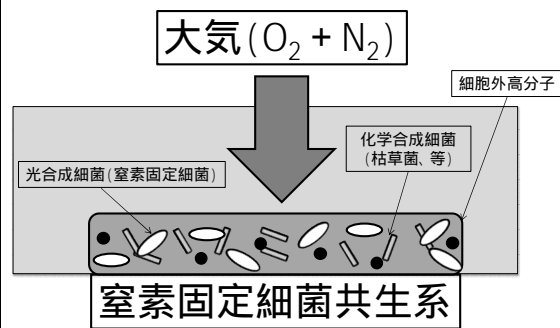 大気(O₂ + N₂)
細胞外高分子
化学合成細菌
(枯草菌、等)
光合成細菌(窒素固定細菌)
窒素固定細菌共生系